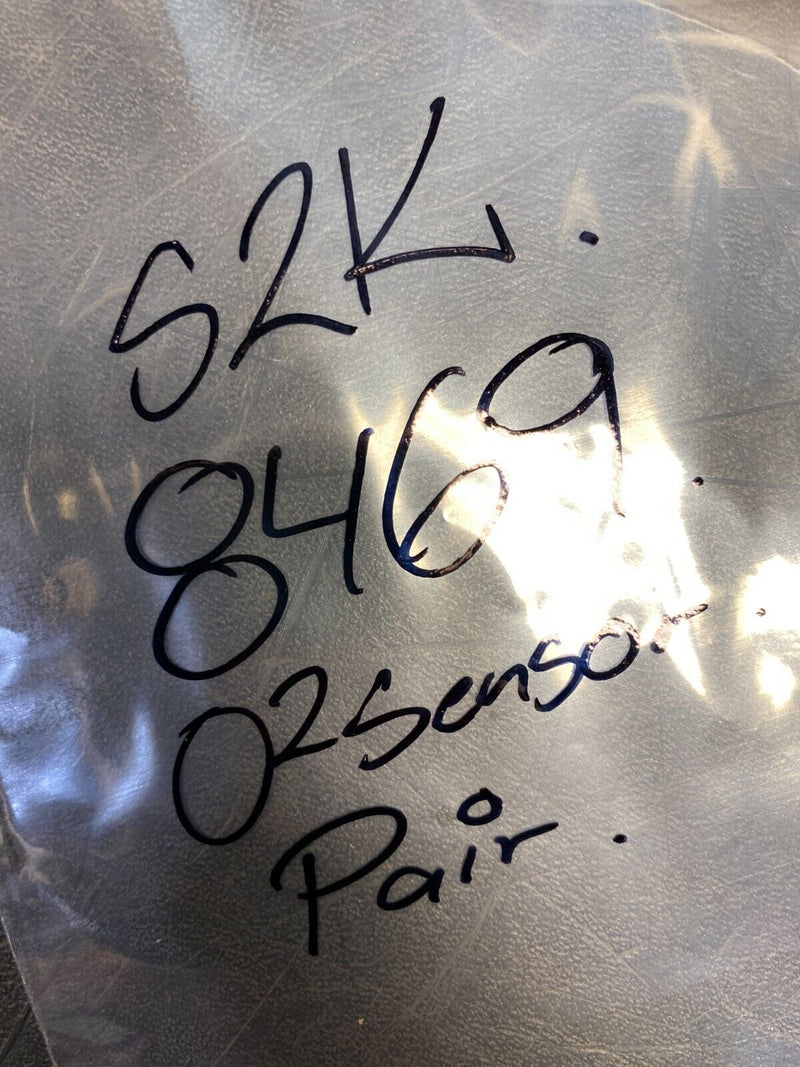 S2K.
8469.
O2 Sensor.
Pair.